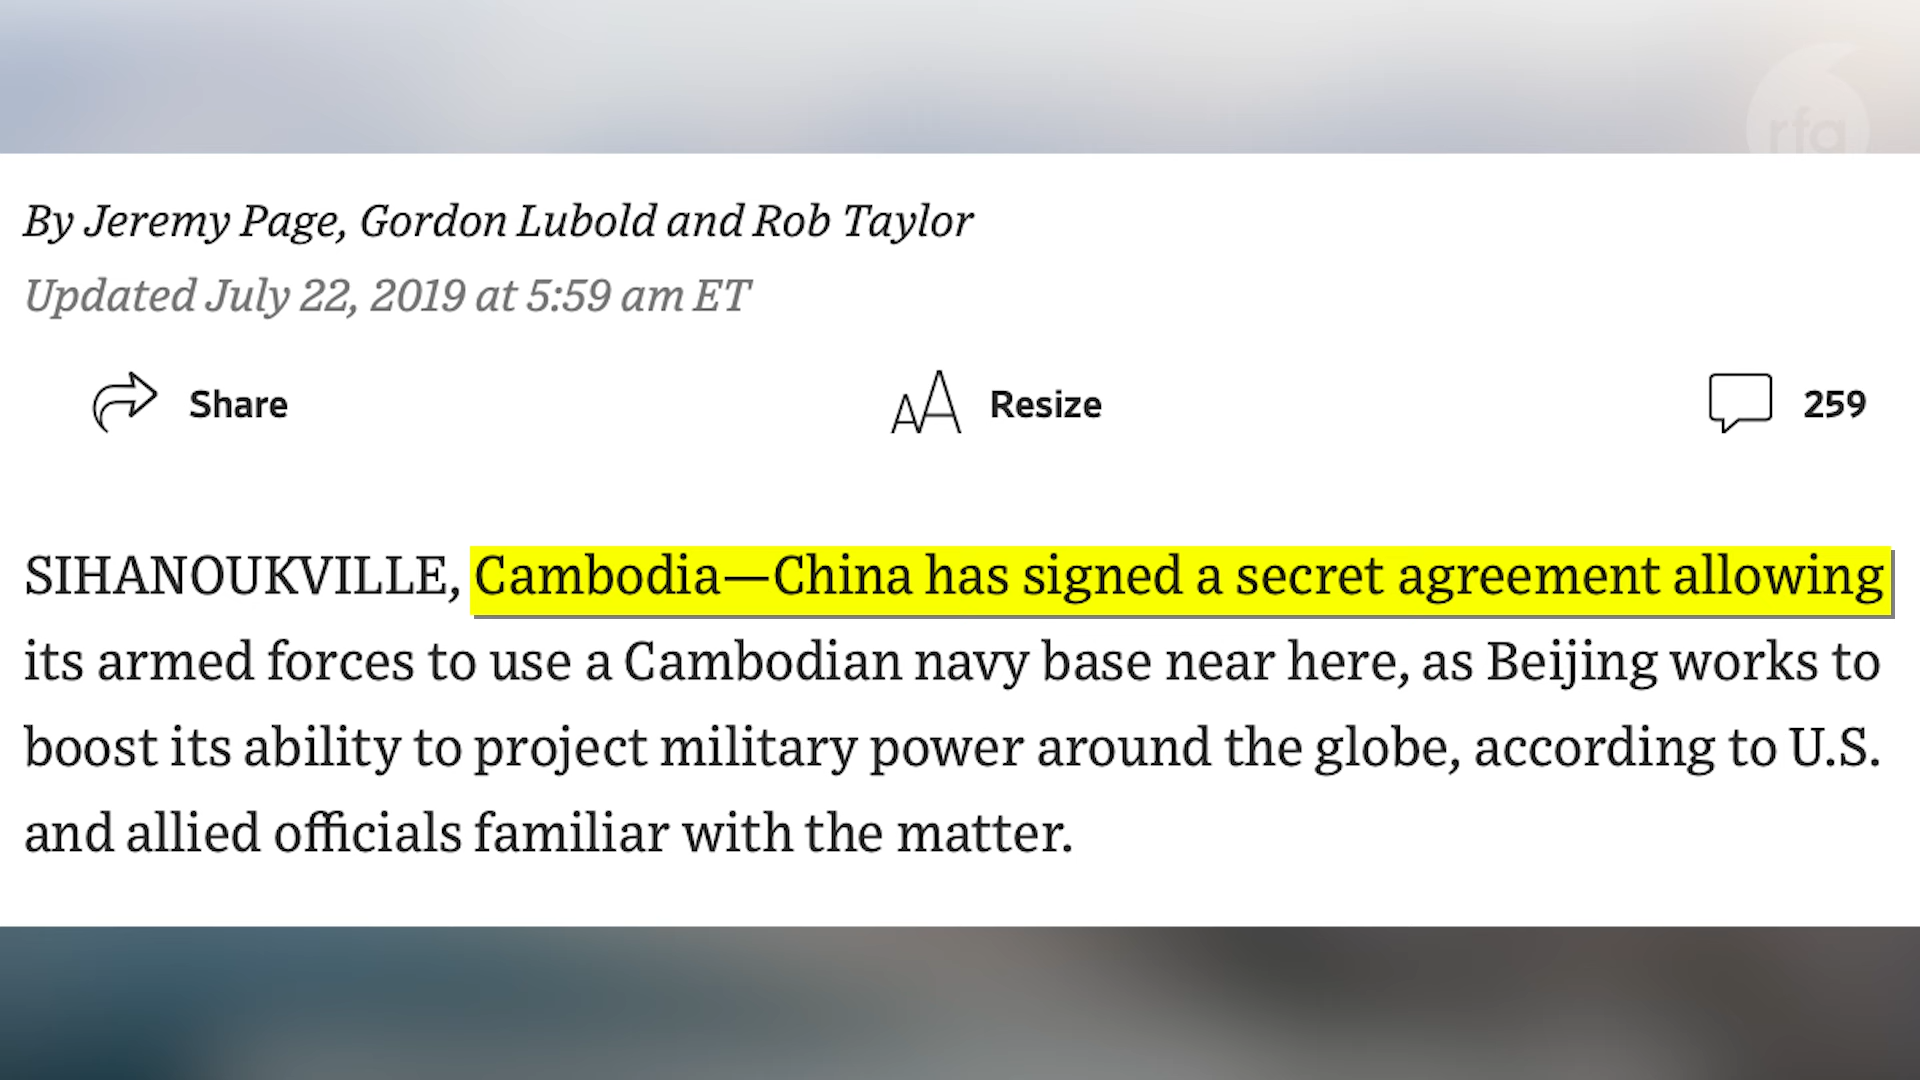 rfa
By Jeremy Page, Gordon Lubold and Rob Taylor
Updated July 22, 2019 at 5:59 am ET
Share
Resize
259
SIHANOUKVILLE, Cambodia—China has signed a secret agreement allowing
its armed forces to use a Cambodian navy base near here, as Beijing works to
boost its ability to project military power around the globe, according to U.S.
and allied officials familiar with the matter.